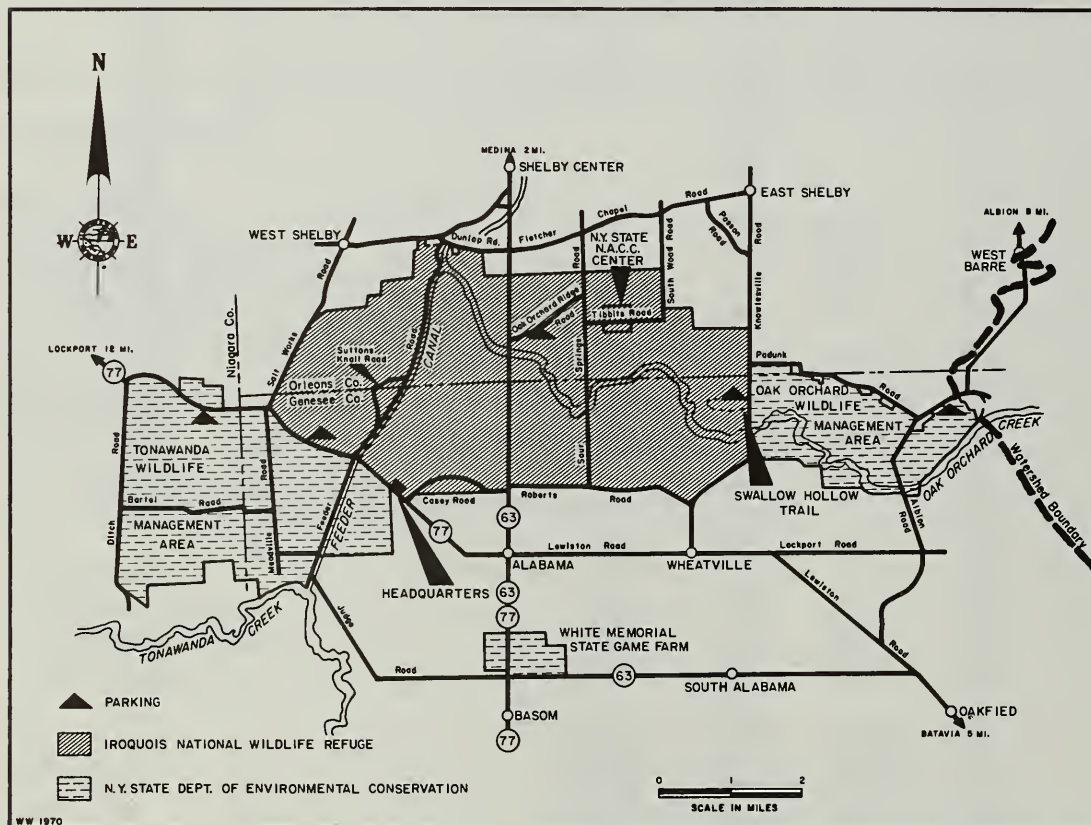 N
W
E
MEDINA 2 MI.
SHELBY CENTER
EAST SHELBY
WEST SHELBY
Dunlop Rd.
Fletcher
Chapel
Road
Posson
Road
N.Y. STATE
N.A.C.C.
CENTER
South Wood Road
Road
Knowlesville
ALBION 8 MI.
WEST
BARRE
Salt Works
Road
Road
CANAL
Oak Orchard Ridge
Road
Tibbits Road
Springs
Sour
Suttons
Knoll Road
LOCKPORT 12 MI.
77
Niagara Co.
Orleans Co.
Genesee Co.
Podunk
Road
OAK ORCHARD
WILDLIFE
MANAGEMENT
AREA
OAK ORCHARD CREEK
Watershed Boundary
TONAWANDA
WILDLIFE
Road
Road
Bartel
Road
MANAGEMENT
AREA
Ditch
Meadville
Feeder
FEEDER
Casey Road
Roberts
Road
SWALLOW HOLLOW
TRAIL
Albion
Road
63
77
Lewiston Road
Lockport Road
ALABAMA
WHEATVILLE
HEADQUARTERS
63
77
Lewiston
Road
TONAWANDA CREEK
Judge
Road
WHITE MEMORIAL
STATE GAME FARM
63
SOUTH ALABAMA
BASOM
77
OAKFIED
BATAVIA 5 MI.
PARKING
IROQUOIS NATIONAL WILDLIFE REFUGE
N.Y. STATE DEPT. OF ENVIRONMENTAL CONSERVATION
0 1 2
SCALE IN MILES
WW 1970